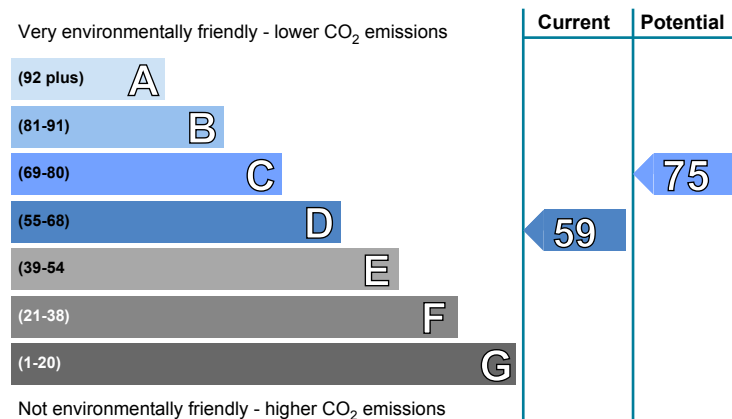 Very environmentally friendly - lower CO₂ emissions
Current
Potential
(92 plus) A
(81-91) B
(69-80) C
75
(55-68) D
59
(39-54 E
(21-38) F
(1-20) G
Not environmentally friendly - higher CO₂ emissions